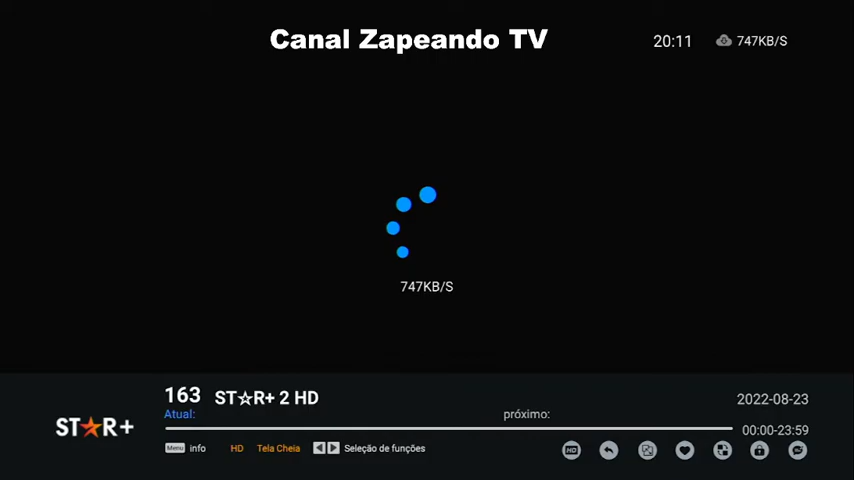 Canal Zapeando TV
20:11
747KB/S
747KB/S
163
ST☆R+ 2 HD
2022-08-23
Atual:
próximo:
ST★R+
00:00-23:59
Menu info
HD
Tela Cheia
Seleção de funções
HD